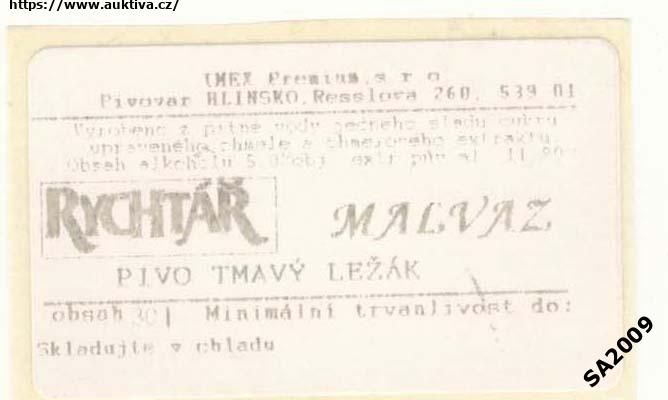 https://www.auktiva.cz/
UMEX Premium,s r o
Pivovar HLINSKO,Resslova 260, 539 01
Vyrobeno z pitné vody ječného sladu cukru
upraveného chmele a chmelového extraktu
Obsah alkoholu 5.0%obj
RYCHTÁŘ
MALVAZ
PIVO TMAVÝ LEŽÁK
obsah 30 l Minimální trvanlivost do:
Skladujte v chladu
SA2009